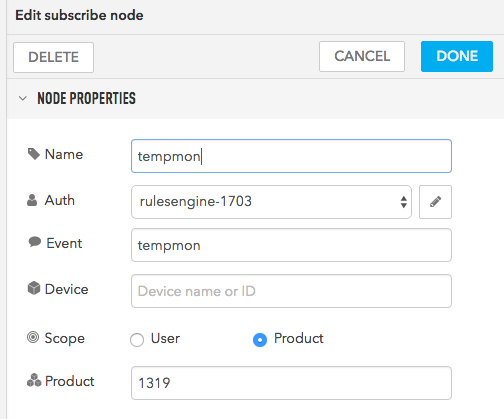 Edit subscribe node
DELETE CANCEL DONE
NODE PROPERTIES
Name tempmon
Auth rulesengine-1703
Event tempmon
Device Device name or ID
Scope User Product
Product 1319